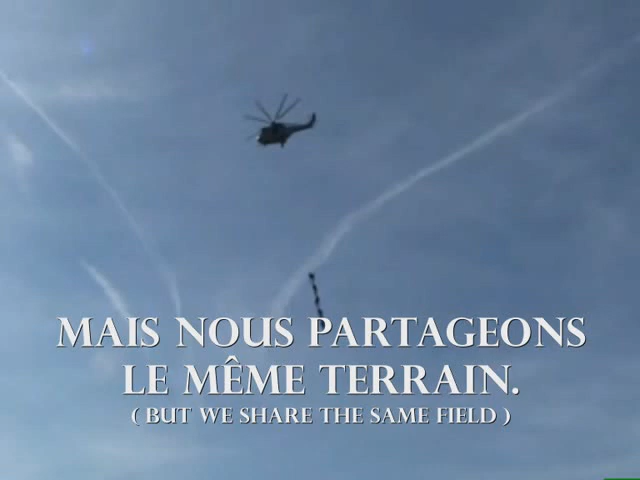 MAIS NOUS PARTAGEONS
LE MÊME TERRAIN.
( BUT WE SHARE THE SAME FIELD )